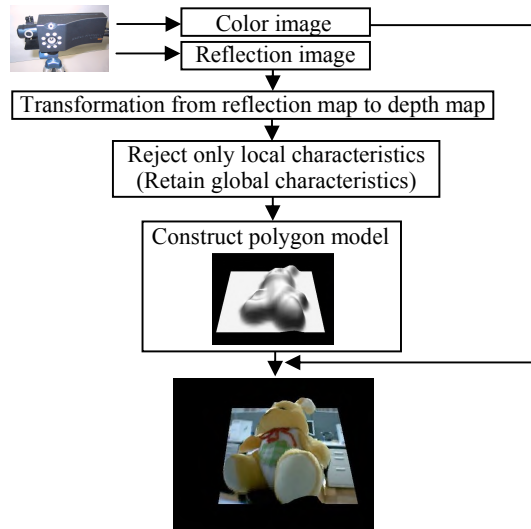 Color image
Reflection image
Transformation from reflection map to depth map
Reject only local characteristics
(Retain global characteristics)
Construct polygon model